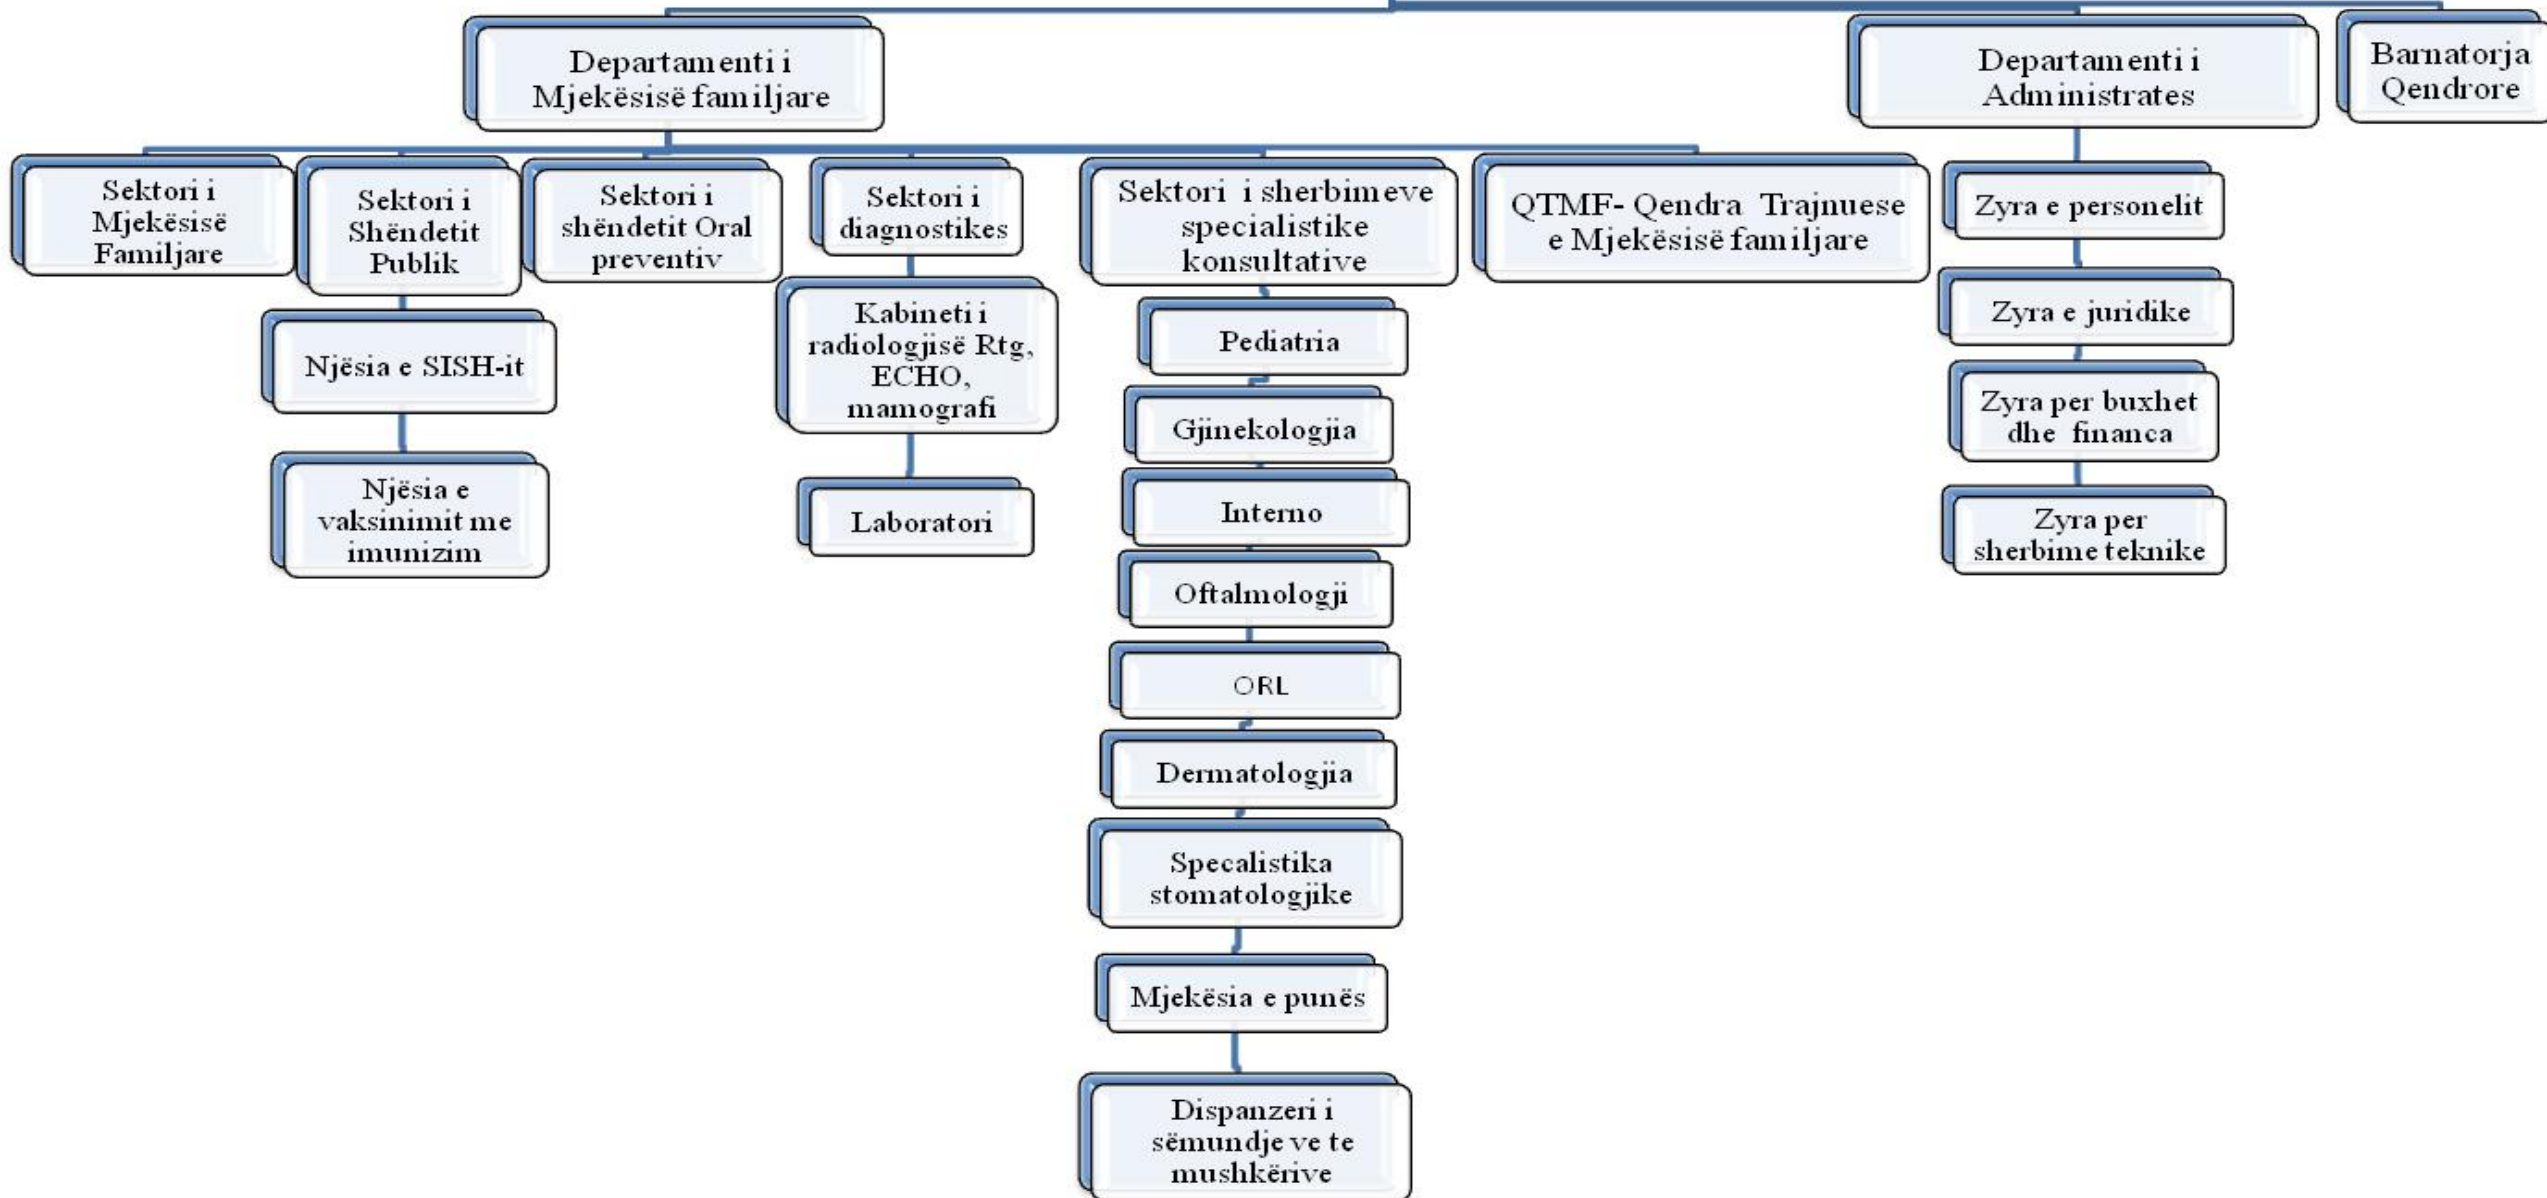 Departamenti i
Mjekësisë familjare
Departamenti i
Administrates
Barnatorja
Qendrore
Sektori i
Mjekësisë
Familjare
Sektori i
Shëndetit
Publik
Sektori i
shëndetit Oral
preventiv
Sektori i
diagnostikes
Sektori i sherbimeve
specialistike
konsultative
QTMF- Qendra Trajnuese
e Mjekësisë familjare
Zyra e personelit
Njësia e SISH-it
Njësia e
vaksinimit me
imunizim
Kabineti i
radiologjisë Rtg,
ECHO,
mamografi
Laboratori
Pediatria
Gjinekologjia
Interno
Oftalmologji
ORL
Dermatologjia
Specalistika
stomatologjike
Mjekësia e punës
Dispanzeri i
sëmundje ve te
mushkërive
Zyra e juridike
Zyra per buxhet
dhe financa
Zyra per
sherbime teknike